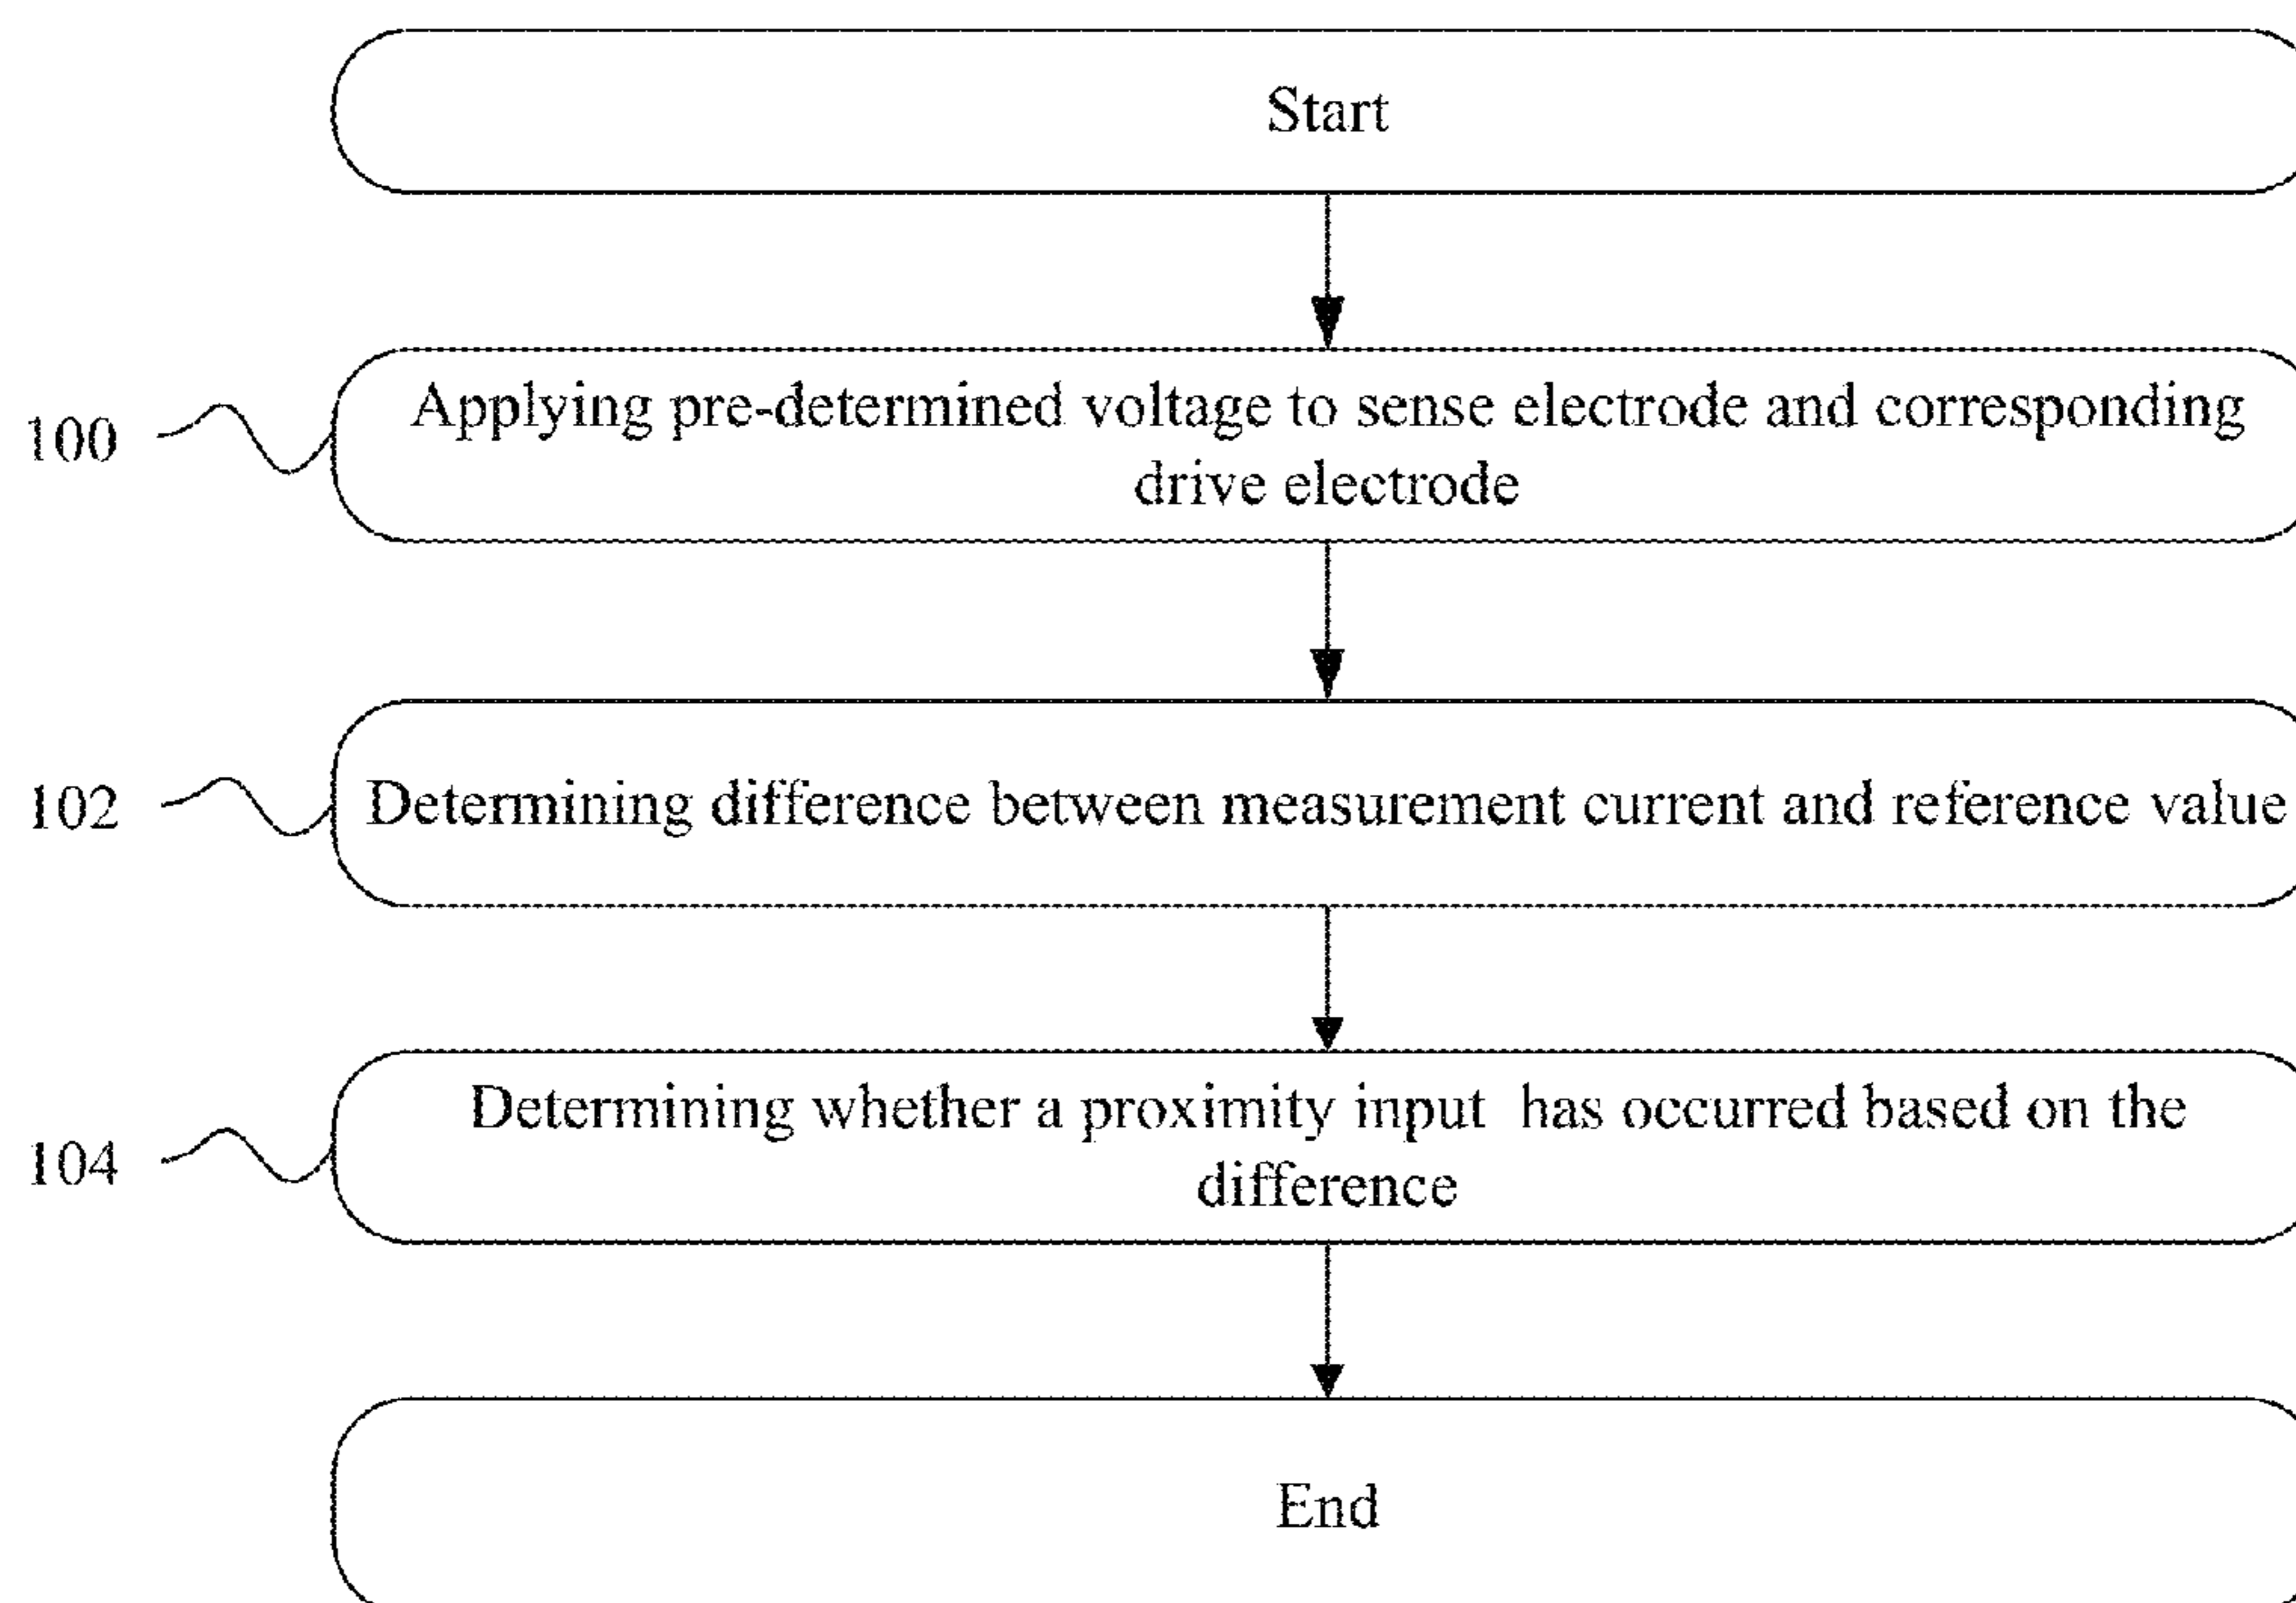 Start
100
Applying pre-determined voltage to sense electrode and corresponding
drive electrode
102
Determining difference between measurement current and reference value
104
Determining whether a proximity input has occurred based on the
difference
End